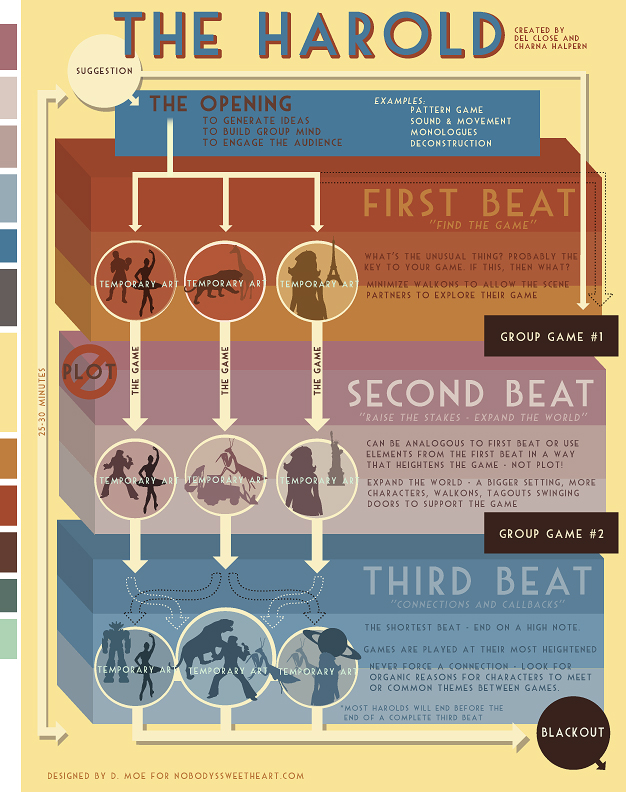 THE HAROLD
CREATED BY
DEL CLOSE AND
CHARNA HALPERN
SUGGESTION
THE OPENING
TO GENERATE IDEAS
TO BUILD GROUP MIND
TO ENGAGE THE AUDIENCE
EXAMPLES:
PATTERN GAME
SOUND & MOVEMENT
MONOLOGUES
DECONSTRUCTION
FIRST BEAT
"FIND THE GAME"
WHAT'S THE UNUSUAL THING? PROBABLY THE
KEY TO YOUR GAME. IF THIS, THEN WHAT?
MINIMIZE WALKONS TO ALLOW THE SCENE
PARTNERS TO EXPLORE THEIR GAME
TEMPORARY ART
TEMPORARY ART
TEMPORARY ART
GROUP GAME #1
PLOT
THE GAME
THE GAME
THE GAME
25-30 MINUTES
SECOND BEAT
"RAISE THE STAKES - EXPAND THE WORLD"
CAN BE ANALOGOUS TO FIRST BEAT OR USE
ELEMENTS FROM THE FIRST BEAT IN A WAY
THAT HEIGHTENS THE GAME - NOT PLOT!
EXPAND THE WORLD - A BIGGER SETTING, MORE
CHARACTERS, WALKONS, TAGOUTS SWINGING
DOORS TO SUPPORT THE GAME
TEMPORARY ART
TEMPORARY ART
TEMPORARY ART
GROUP GAME #2
THIRD BEAT
"CONNECTIONS AND CALLBACKS"
THE SHORTEST BEAT - END ON A HIGH NOTE.
GAMES ARE PLAYED AT THEIR MOST HEIGHTENED
NEVER FORCE A CONNECTION - LOOK FOR
ORGANIC REASONS FOR CHARACTERS TO MEET
OR COMMON THEMES BETWEEN GAMES.
TEMPORARY ART
TEMPORARY ART
TEMPORARY ART
*MOST HAROLDS WILL END BEFORE THE
END OF A COMPLETE THIRD BEAT
BLACKOUT
DESIGNED BY D. MOE FOR NOBODYSSWEETHEART.COM